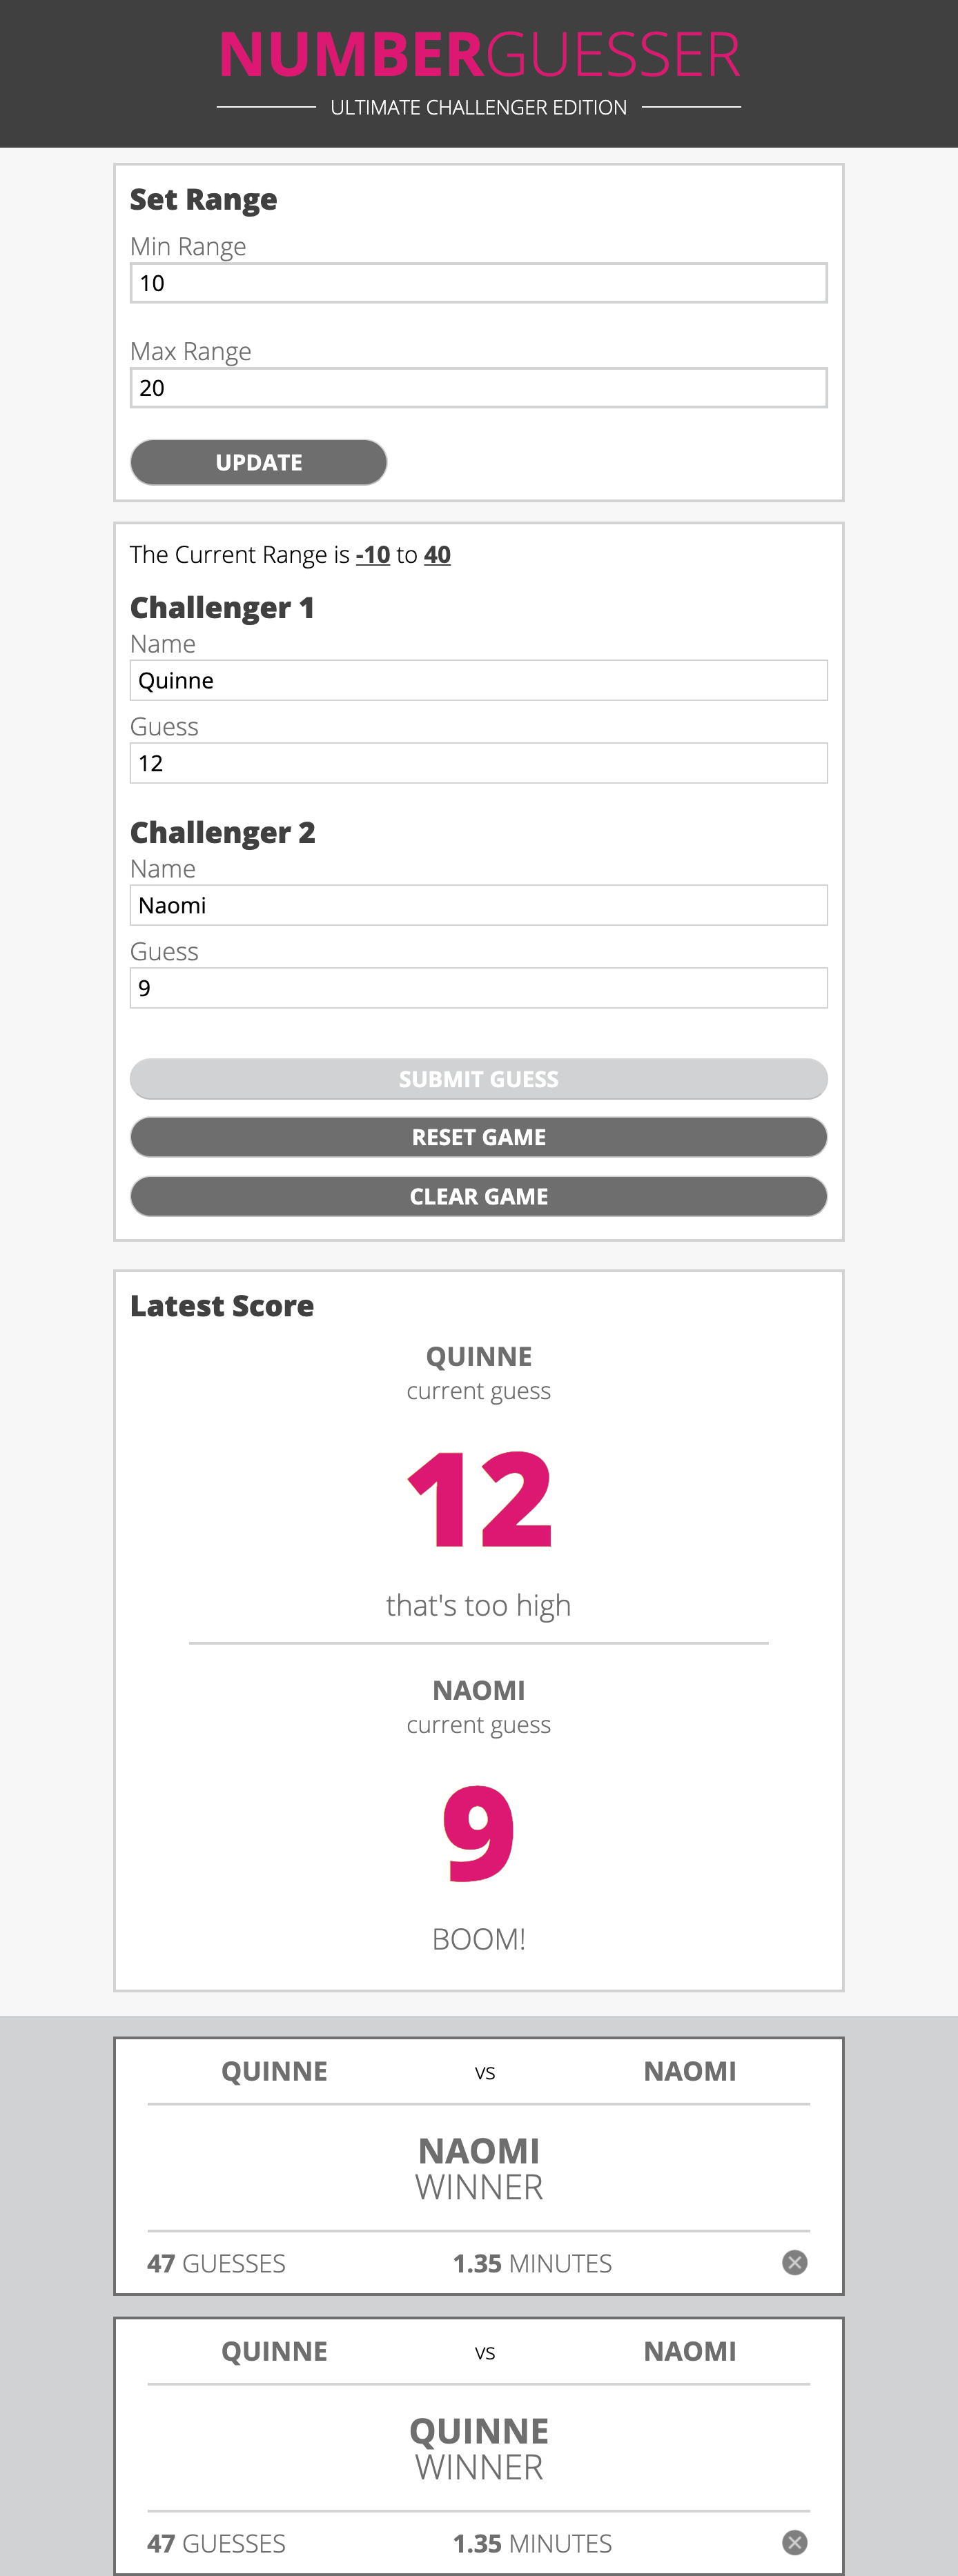 NUMBERGUESSER
ULTIMATE CHALLENGER EDITION
Set Range
Min Range
10
Max Range
20
UPDATE
The Current Range is -10 to 40
Challenger 1
Name
Quinne
Guess
12
Challenger 2
Name
Naomi
Guess
9
SUBMIT GUESS
RESET GAME
CLEAR GAME
Latest Score
QUINNE
current guess
12
that's too high
NAOMI
current guess
9
BOOM!
QUINNE vs NAOMI
NAOMI
WINNER
47 GUESSES 1.35 MINUTES
QUINNE vs NAOMI
QUINNE
WINNER
47 GUESSES 1.35 MINUTES